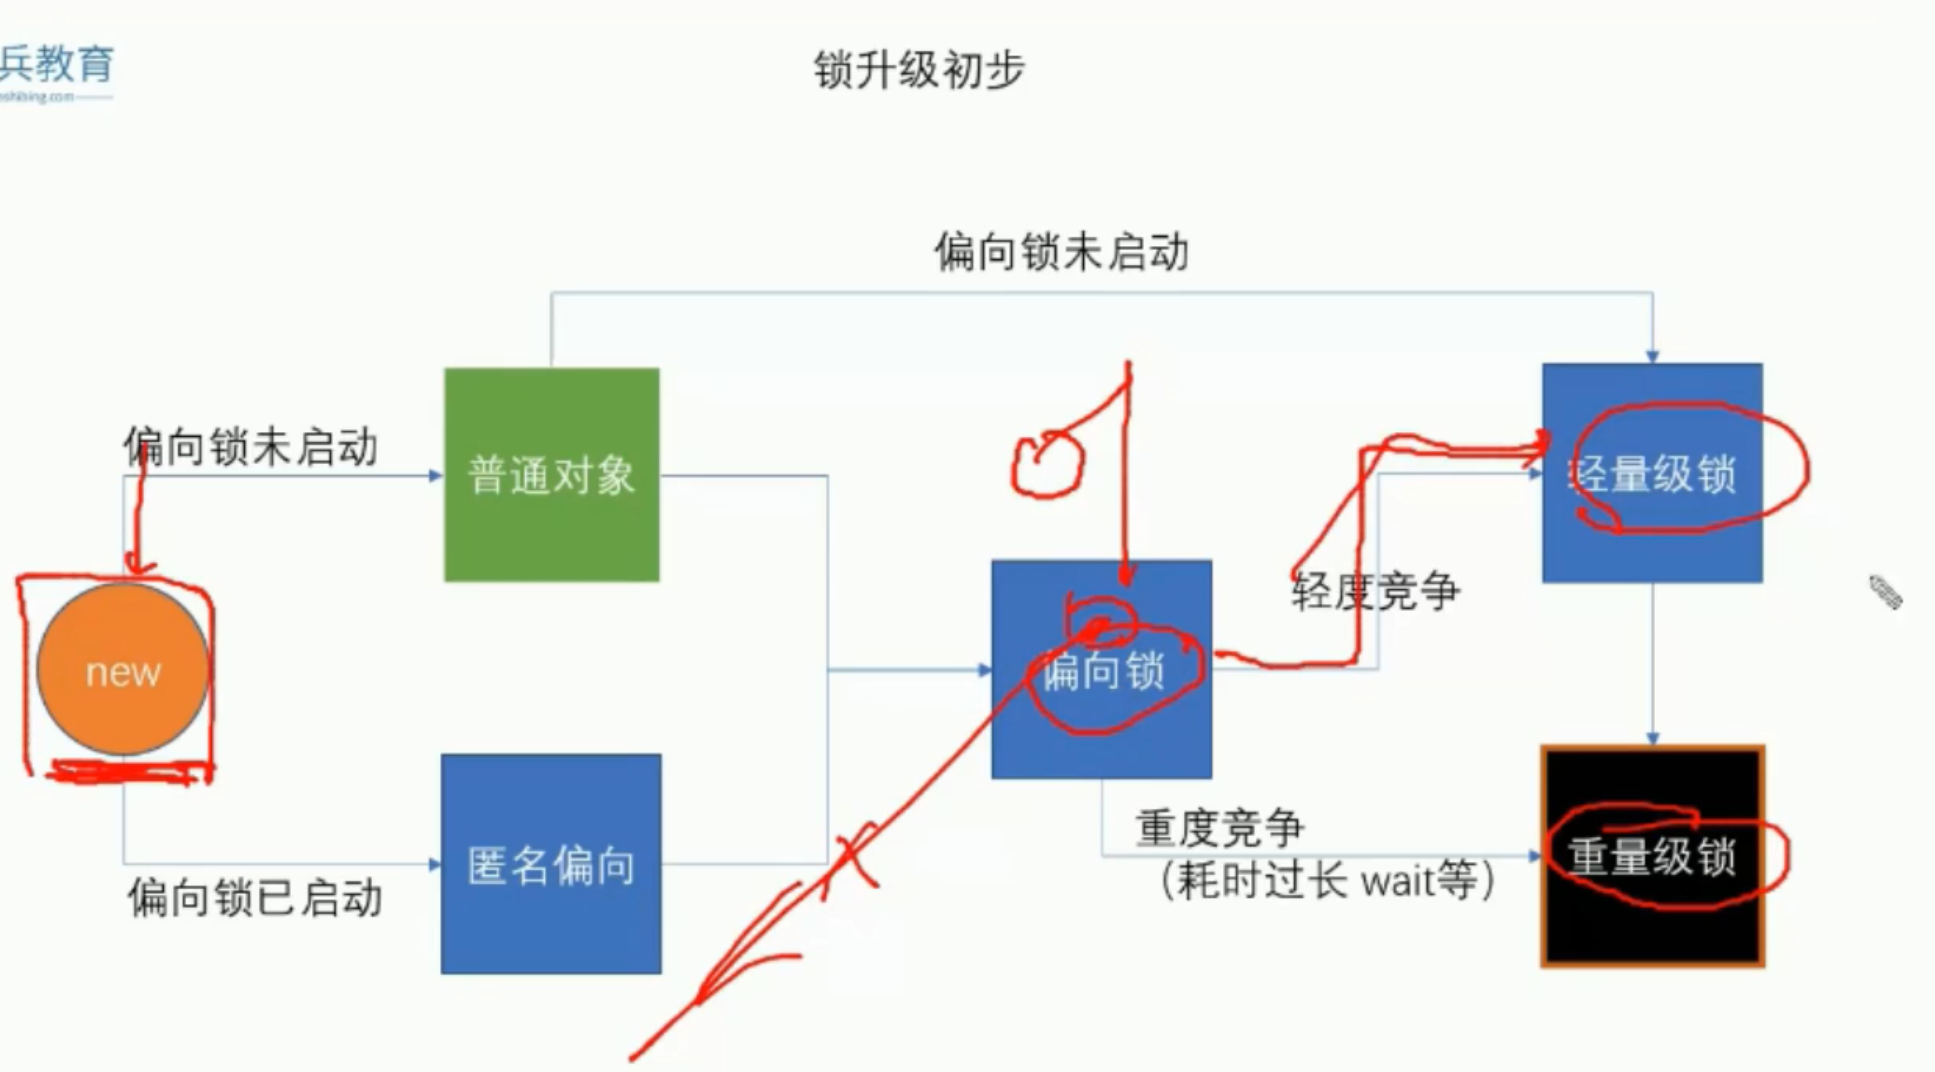 兵教育
锁升级初步
偏向锁未启动
偏向锁未启动
普通对象
轻量级锁
轻度竞争
new
偏向锁
匿名偏向
偏向锁已启动
重度竞争
（耗时过长 wait等）
重量级锁